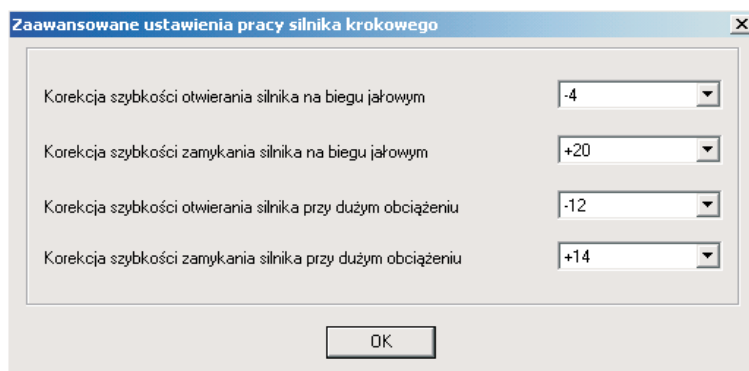 Zaawansowane ustawienia pracy silnika krokowego
Korekcja szybkości otwierania silnika na biegu jałowym -4
Korekcja szybkości zamykania silnika na biegu jałowym +20
Korekcja szybkości otwierania silnika przy dużym obciążeniu -12
Korekcja szybkości zamykania silnika przy dużym obciążeniu +14
OK